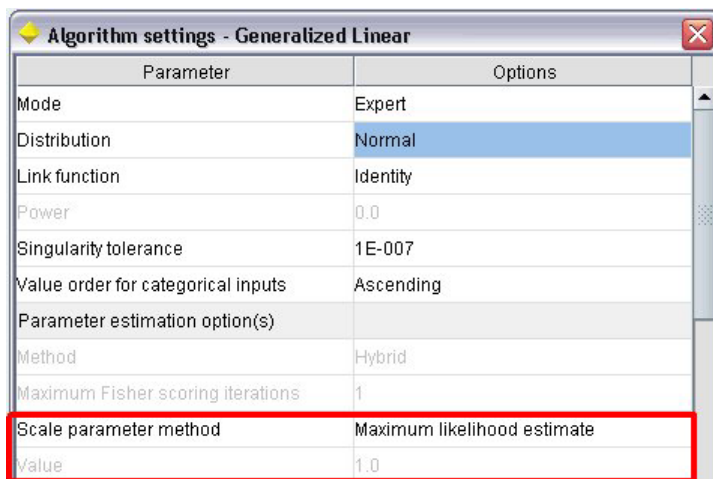 Algorithm settings - Generalized Linear
Parameter Options
Mode Expert
Distribution Normal
Link function Identity
Power 0.0
Singularity tolerance 1E-007
Value order for categorical inputs Ascending
Parameter estimation option(s)
Method Hybrid
Maximum Fisher scoring iterations 1
Scale parameter method Maximum likelihood estimate
Value 1.0